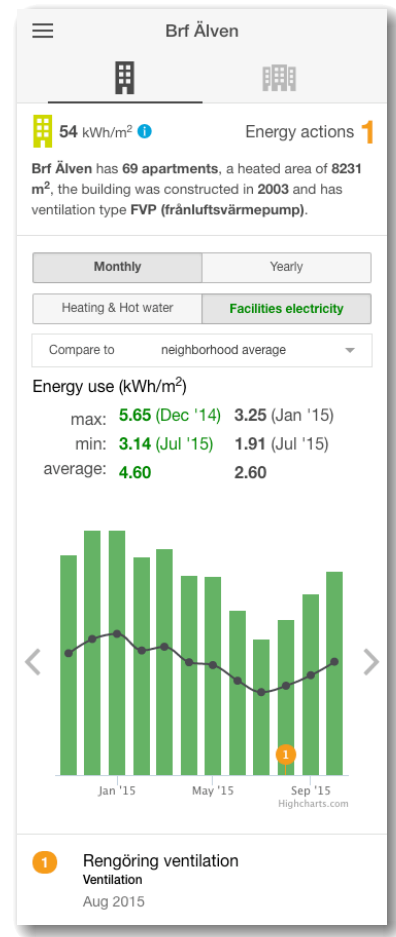 Brf Älven
54 kWh/m² i Energy actions 1
Brf Älven has 69 apartments, a heated area of 8231
m², the building was constructed in 2003 and has
ventilation type FVP (frånluftsvärmepump).
Monthly Yearly
Heating & Hot water Facilities electricity
Compare to neighborhood average
Energy use (kWh/m²)
max: 5.65 (Dec '14) 3.25 (Jan '15)
min: 3.14 (Jul '15) 1.91 (Jul '15)
average: 4.60 2.60
1
Jan '15 May '15 Sep '15
Highcharts.com
1 Rengöring ventilation
Ventilation
Aug 2015